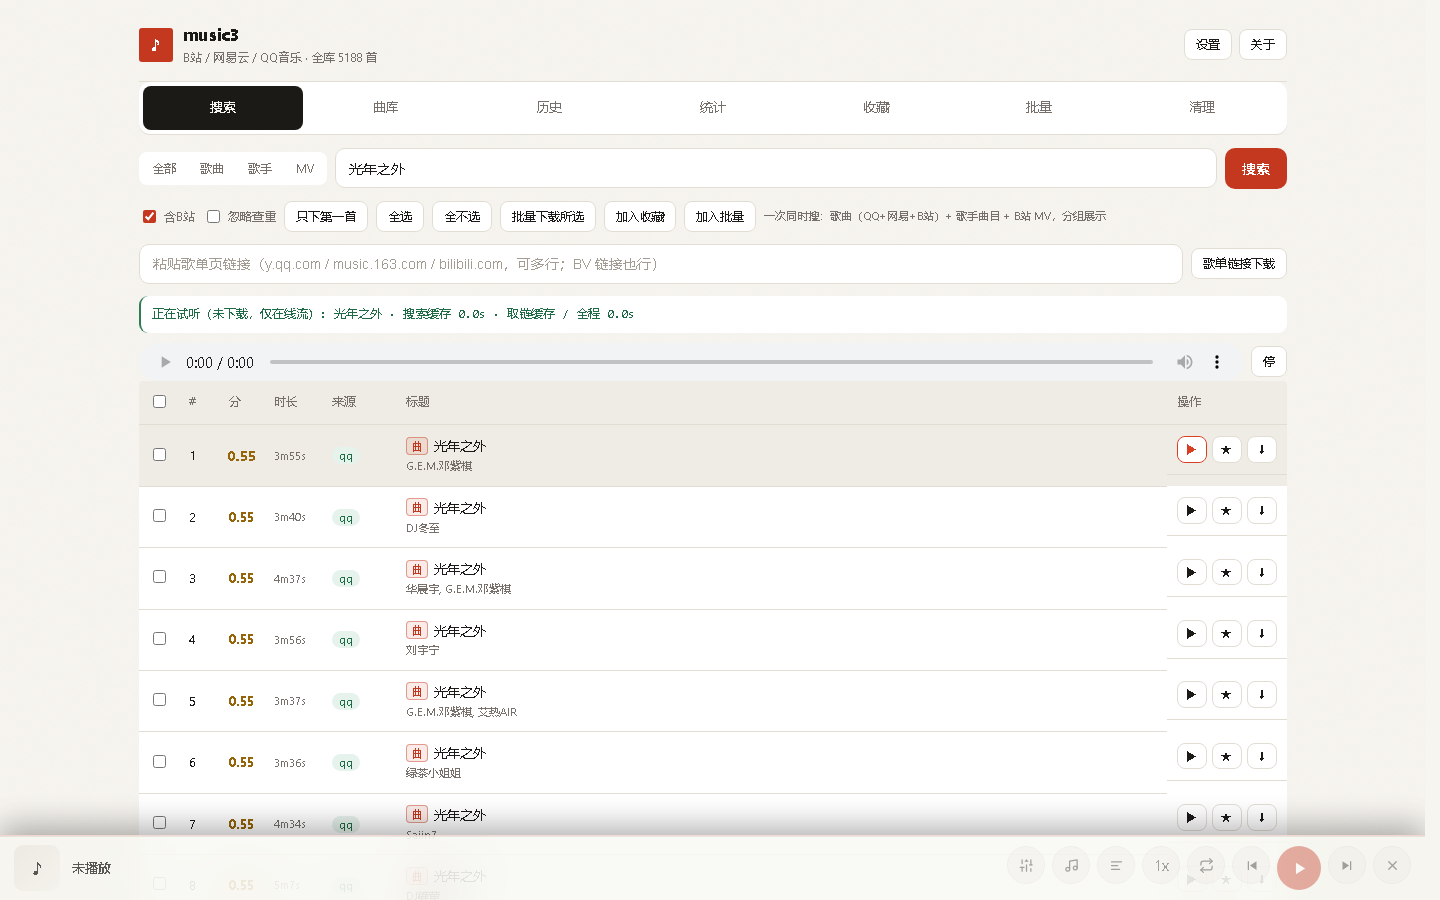 music3
B站 / 网易云 / QQ音乐 · 全库 5188 首
设置 关于
搜索 曲库 历史 统计 收藏 批量 清理
全部 歌曲 歌手 MV 光年之外 搜索
含B站 忽略查重 只下第一首 全选 全不选 批量下载所选 加入收藏 加入批量 一次同时搜：歌曲（QQ+网易+B站）+ 歌手曲目 + B站 MV，分组展示
粘贴歌单页链接（y.qq.com / music.163.com / bilibili.com，可多行；BV 链接也行） 歌单链接下载
正在试听（未下载，仅在线流）：光年之外 · 搜索缓存 0.0s · 取链缓存 / 全程 0.0s
0:00 / 0:00 停
# 分 时长 来源 标题 操作
1 0.55 3m55s qq 曲 光年之外
G.E.M.邓紫棋
2 0.55 3m40s qq 曲 光年之外
DJ冬至
3 0.55 4m37s qq 曲 光年之外
华晨宇, G.E.M.邓紫棋
4 0.55 3m56s qq 曲 光年之外
刘宇宁
5 0.55 3m37s qq 曲 光年之外
G.E.M.邓紫棋, 艾热AIR
6 0.55 3m36s qq 曲 光年之外
绿茶小姐姐
7 0.55 4m34s qq 曲 光年之外
未播放 1x
8 0.55 5m7s qq 曲 光年之外